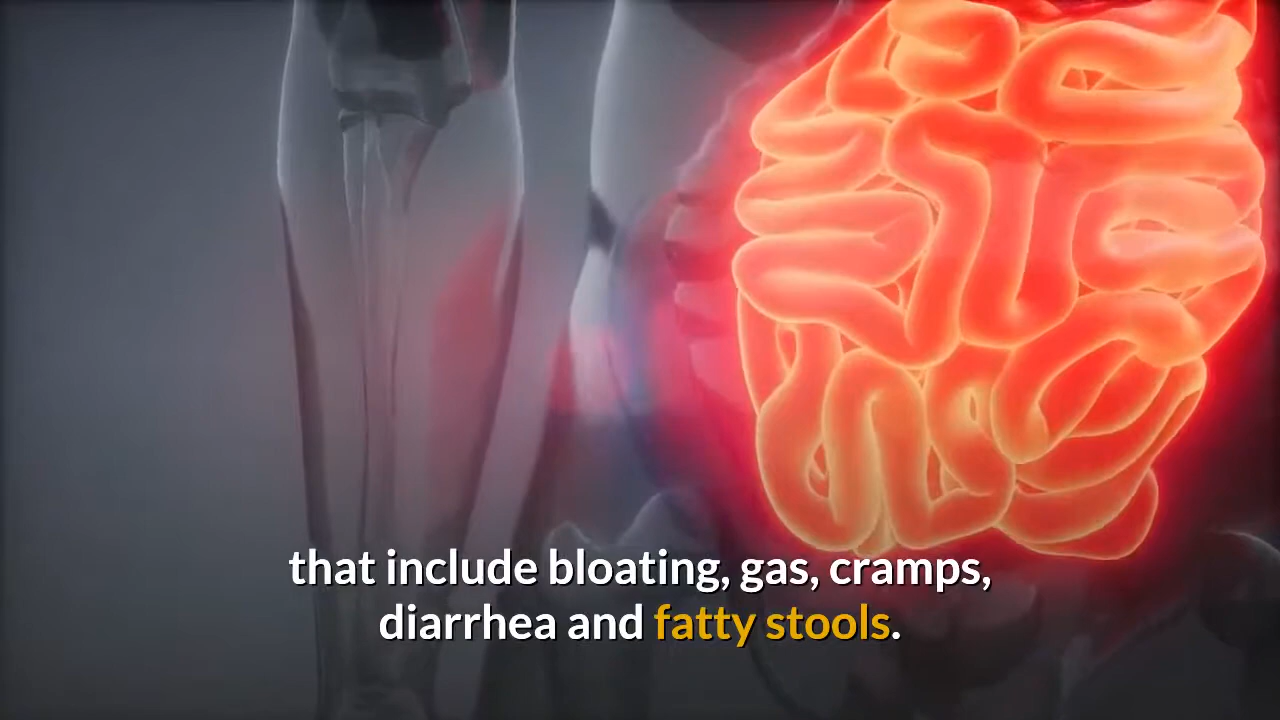 that include bloating, gas, cramps,
diarrhea and fatty stools.